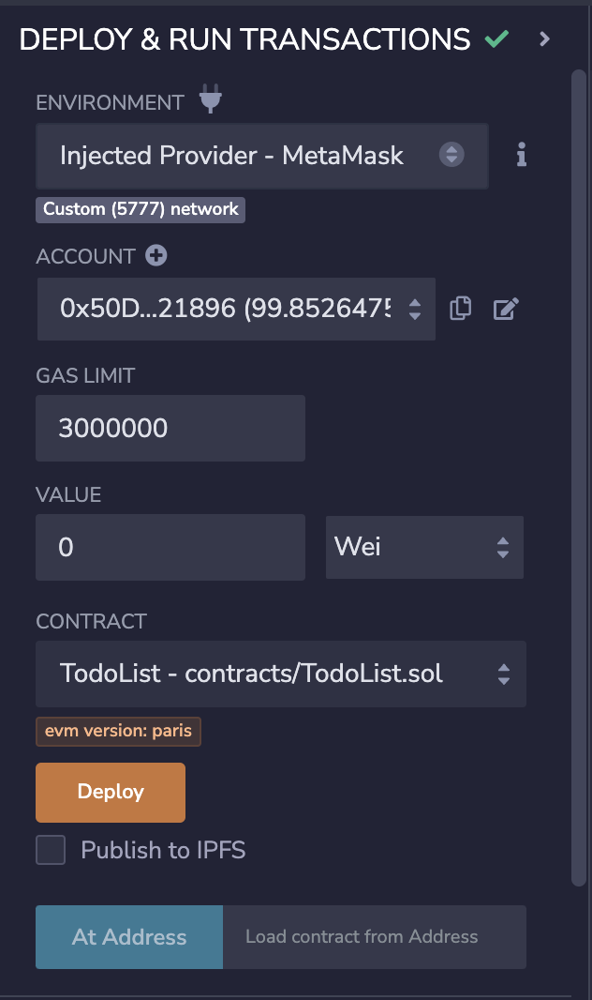 DEPLOY & RUN TRANSACTIONS
ENVIRONMENT
Injected Provider - MetaMask
Custom (5777) network
ACCOUNT
0x50D...21896 (99.8526475
GAS LIMIT
3000000
VALUE
0 Wei
CONTRACT
TodoList - contracts/TodoList.sol
evm version: paris
Deploy
Publish to IPFS
At Address Load contract from Address